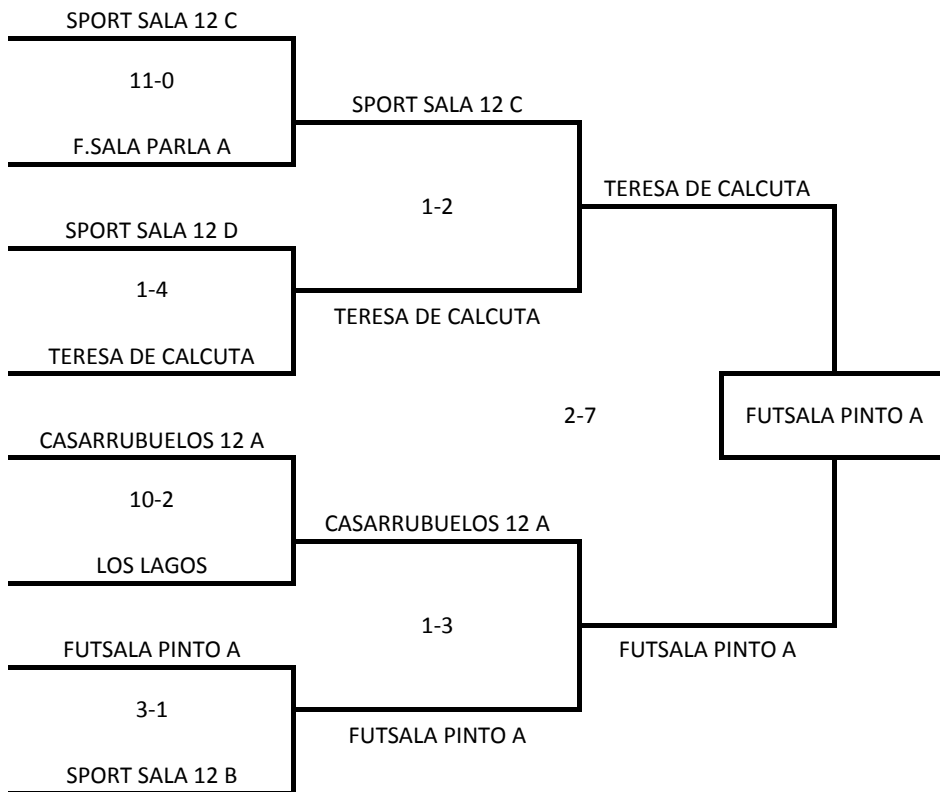 SPORT SALA 12 C
11-0
SPORT SALA 12 C
F.SALA PARLA A
TERESA DE CALCUTA
1-2
SPORT SALA 12 D
1-4
TERESA DE CALCUTA
TERESA DE CALCUTA
2-7
FUTSALA PINTO A
CASARRUBUELOS 12 A
10-2
CASARRUBUELOS 12 A
LOS LAGOS
1-3
FUTSALA PINTO A
FUTSALA PINTO A
3-1
FUTSALA PINTO A
SPORT SALA 12 B